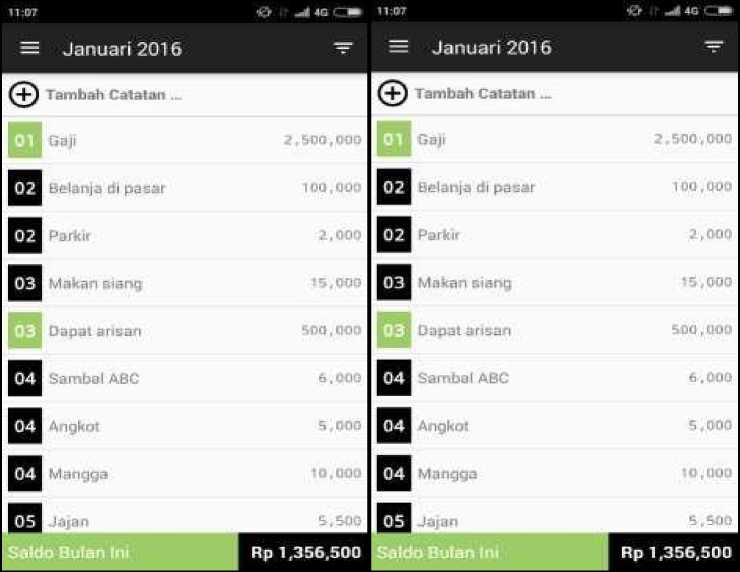 11:07 4G
Januari 2016
Tambah Catatan ...
01 Gaji 2,500,000
02 Belanja di pasar 100,000
02 Parkir 2,000
03 Makan siang 15,000
03 Dapat arisan 500,000
04 Sambal ABC 6,000
04 Angkot 5,000
04 Mangga 10,000
05 Jajan 5,500
Saldo Bulan Ini Rp 1,356,500
11:07 4G
Januari 2016
Tambah Catatan ...
01 Gaji 2,500,000
02 Belanja di pasar 100,000
02 Parkir 2,000
03 Makan siang 15,000
03 Dapat arisan 500,000
04 Sambal ABC 6,000
04 Angkot 5,000
04 Mangga 10,000
05 Jajan 5,500
Saldo Bulan Ini Rp 1,356,500